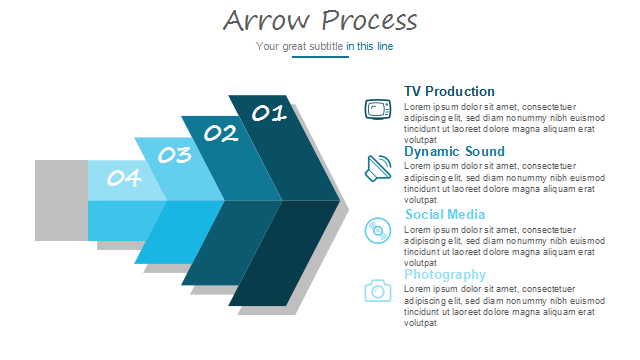 Arrow Process
Your great subtitle in this line
01
02
03
04
TV Production
Lorem ipsum dolor sit amet, consectetuer
adipiscing elit, sed diam nonummy nibh euismod
tincidunt ut laoreet dolore magna aliquam erat
volutpat
Dynamic Sound
Lorem ipsum dolor sit amet, consectetuer
adipiscing elit, sed diam nonummy nibh euismod
tincidunt ut laoreet dolore magna aliquam erat
volutpat
Social Media
Lorem ipsum dolor sit amet, consectetuer
adipiscing elit, sed diam nonummy nibh euismod
tincidunt ut laoreet dolore magna aliquam erat
volutpat
Photography
Lorem ipsum dolor sit amet, consectetuer
adipiscing elit, sed diam nonummy nibh euismod
tincidunt ut laoreet dolore magna aliquam erat
volutpat